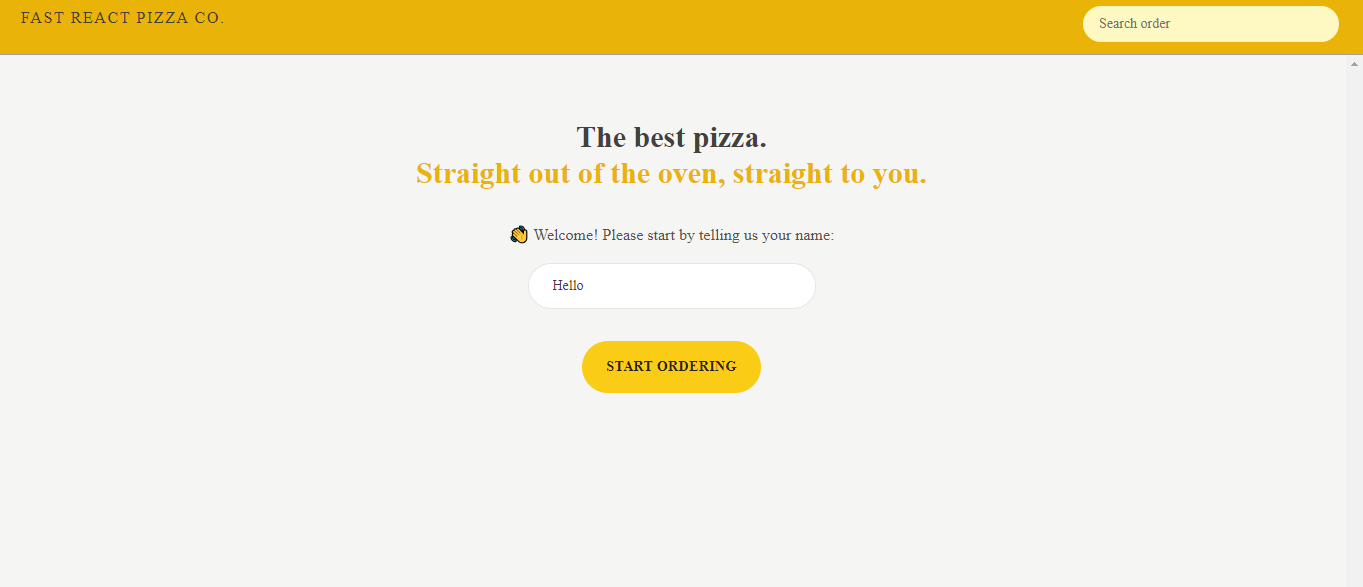 FAST REACT PIZZA CO.
Search order
The best pizza.
Straight out of the oven, straight to you.
👋 Welcome! Please start by telling us your name:
Hello
START ORDERING